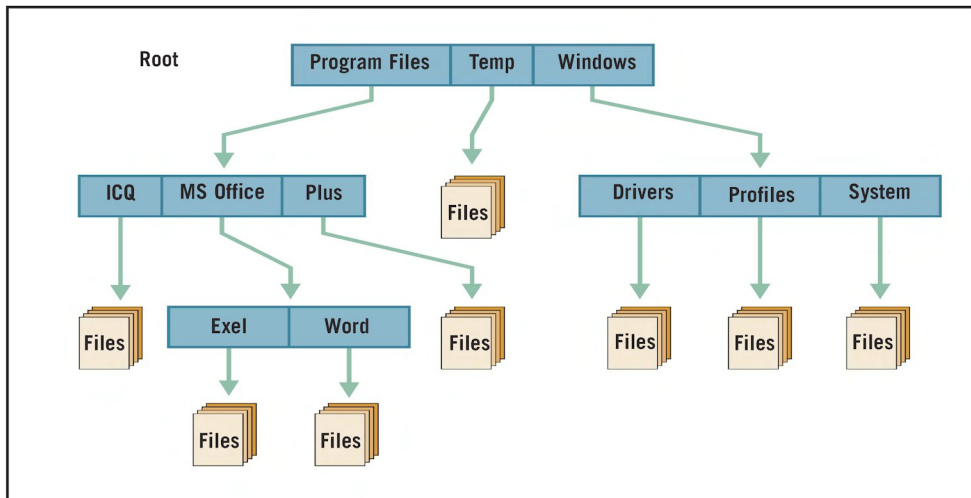 Root
Program Files Temp Windows
ICQ MS Office Plus
Files
Drivers Profiles System
Files
Exel Word
Files
Files
Files
Files
Files
Files